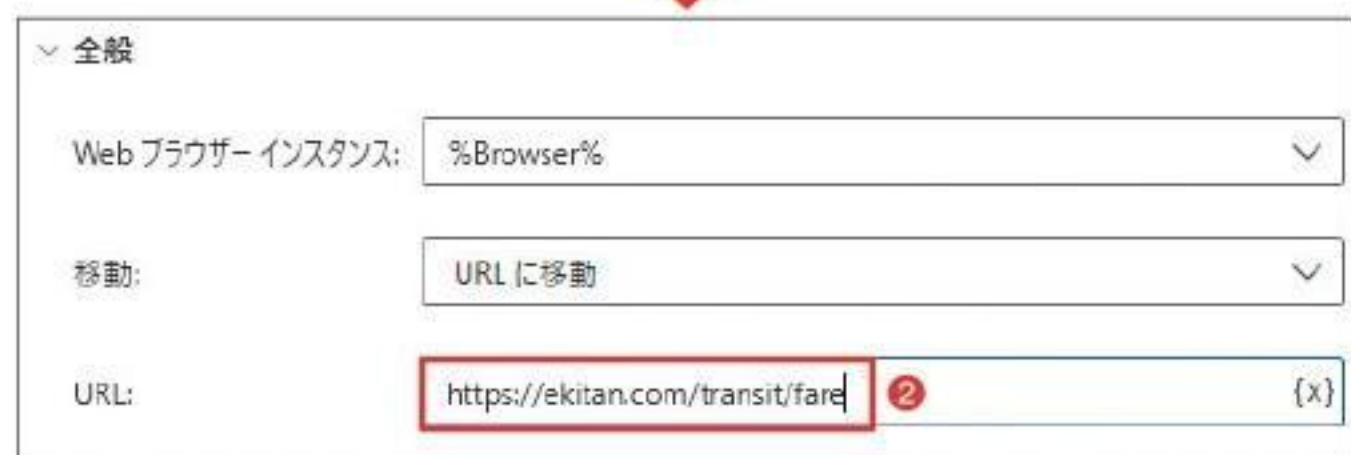 全般
Web ブラウザー インスタンス: %Browser%
移動: URL に移動
URL: https://ekitan.com/transit/fare ❷ {x}